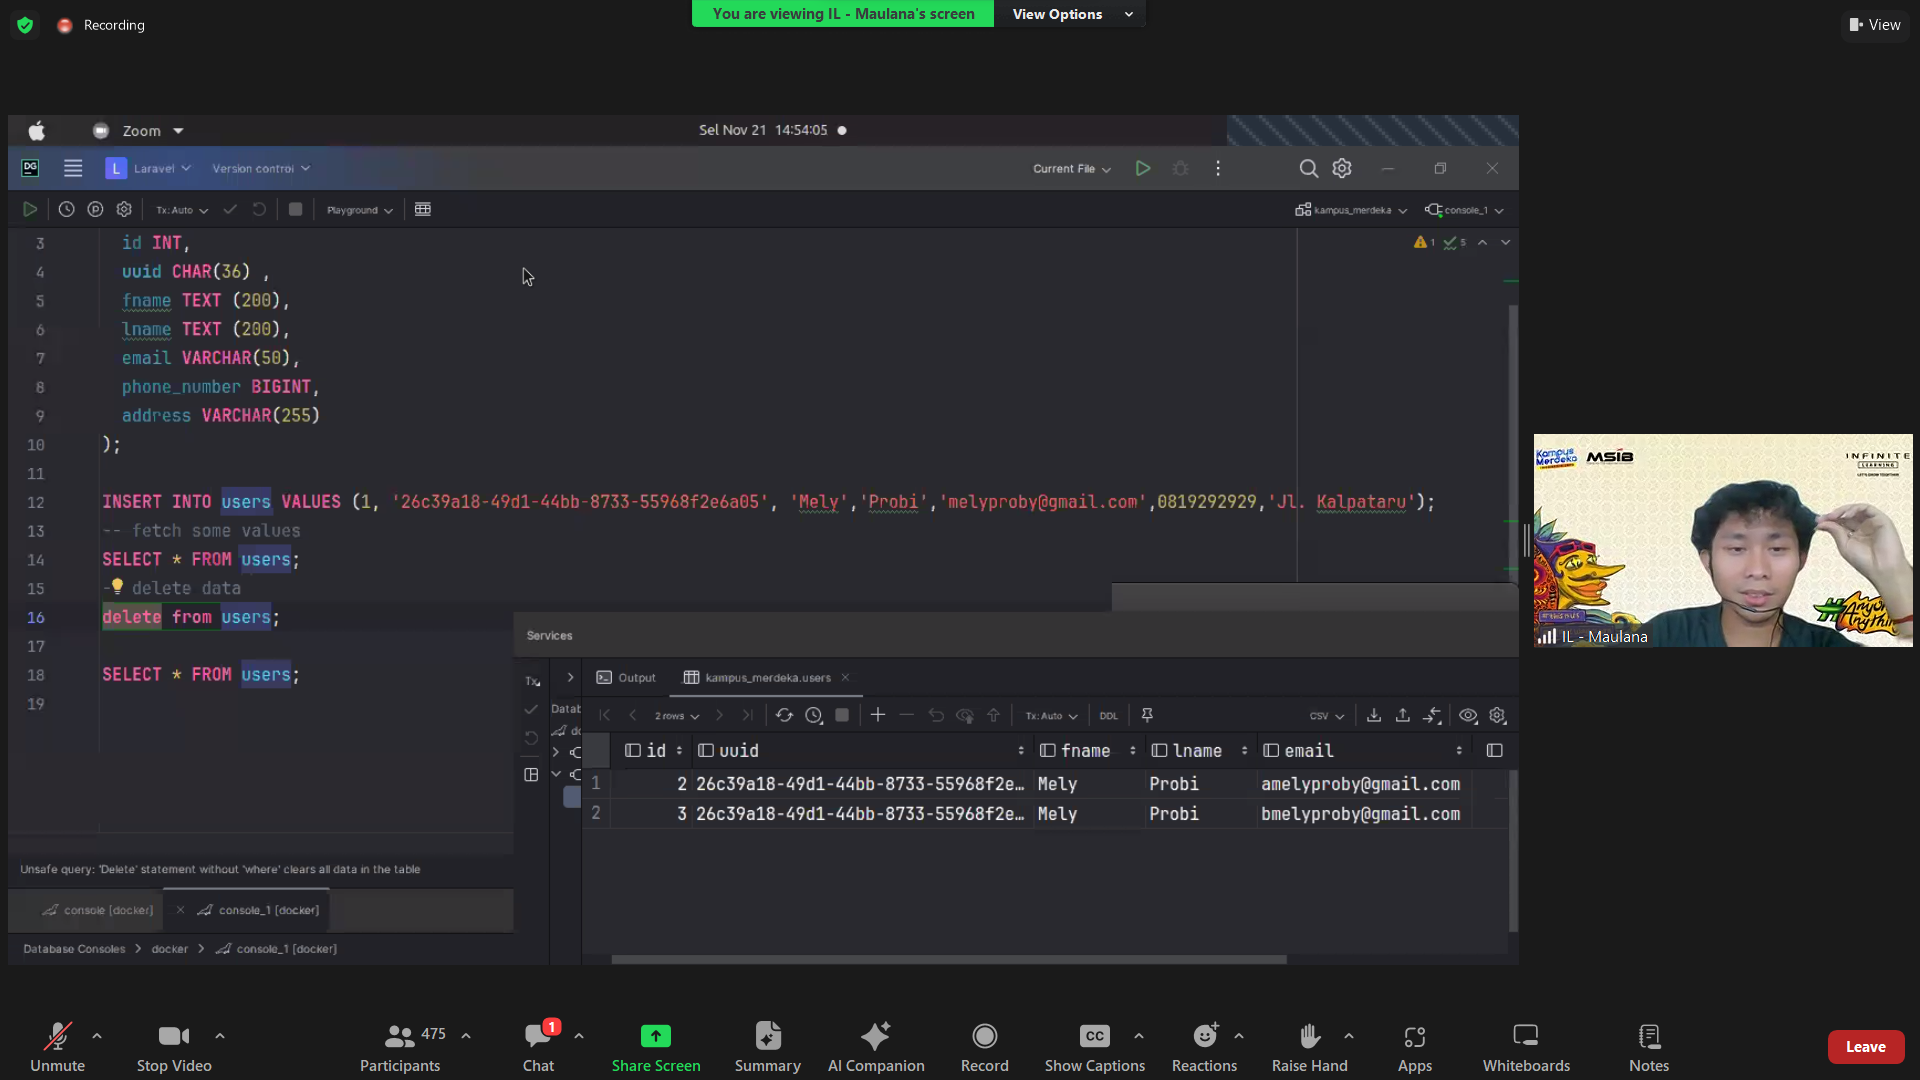 Recording
You are viewing IL - Maulana's screen
View Options
View
Zoom
Sel Nov 21 14:54:05
DG
L Laravel
Version control
Current File
Tx: Auto
Playground
kampus_merdeka
console_1
3 id INT,
1 5
4 uuid CHAR(36) ,
5 fname TEXT (200),
6 lname TEXT (200),
7 email VARCHAR(50),
8 phone_number BIGINT,
9 address VARCHAR(255)
10 );
11
12 INSERT INTO users VALUES (1, '26c39a18-49d1-44bb-8733-55968f2e6a05', 'Mely','Probi','melyproby@gmail.com',0819292929,'Jl. Kalpataru');
13 -- fetch some values
14 SELECT * FROM users;
15 - delete data
16 delete from users;
17
18 SELECT * FROM users;
19
Services
Tx
Output
kampus_merdeka.users
Datab
2 rows
Tx: Auto
DDL
CSV
do
id uuid fname lname email
1 2 26c39a18-49d1-44bb-8733-55968f2e… Mely Probi amelyproby@gmail.com
2 3 26c39a18-49d1-44bb-8733-55968f2e… Mely Probi bmelyproby@gmail.com
Unsafe query: 'Delete' statement without 'where' clears all data in the table
console [docker]
console_1 [docker]
Database Consoles > docker > console_1 [docker]
Kampus
Merdeka
MSIB
INFINITE
LEARNING
IL - Maulana
Unmute
Stop Video
475
Participants
1
Chat
Share Screen
Summary
AI Companion
Record
CC
Show Captions
Reactions
Raise Hand
Apps
Whiteboards
Notes
Leave